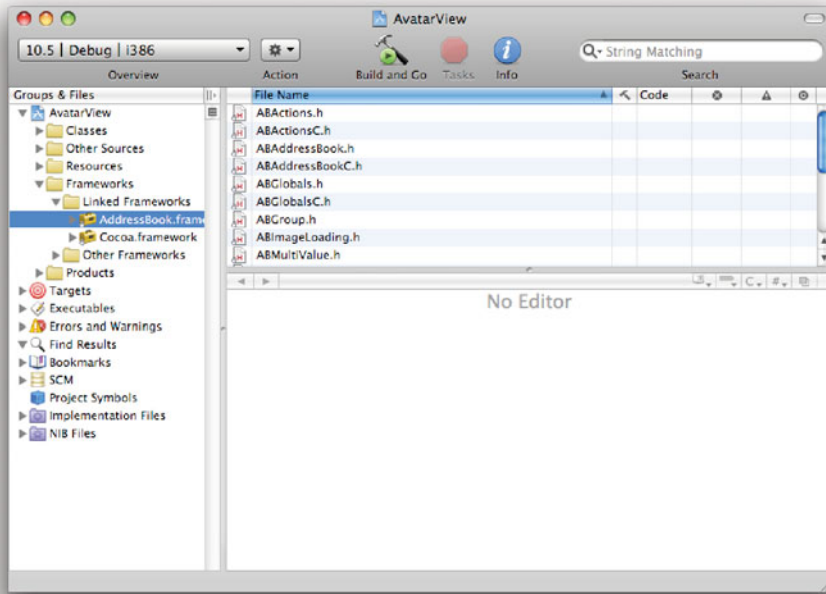 AvatarView
10.5 | Debug | i386
String Matching
Overview
Action
Build and Go
Tasks
Info
Search
Groups & Files
File Name
Code
AvatarView
Classes
Other Sources
Resources
Frameworks
Linked Frameworks
AddressBook.frame
Cocoa.framework
Other Frameworks
Products
Targets
Executables
Errors and Warnings
Find Results
Bookmarks
SCM
Project Symbols
Implementation Files
NIB Files
ABActions.h
ABActionsC.h
ABAddressBook.h
ABAddressBookC.h
ABGlobals.h
ABGlobalsC.h
ABGroup.h
ABImageLoading.h
ABMultiValue.h
C
#
No Editor